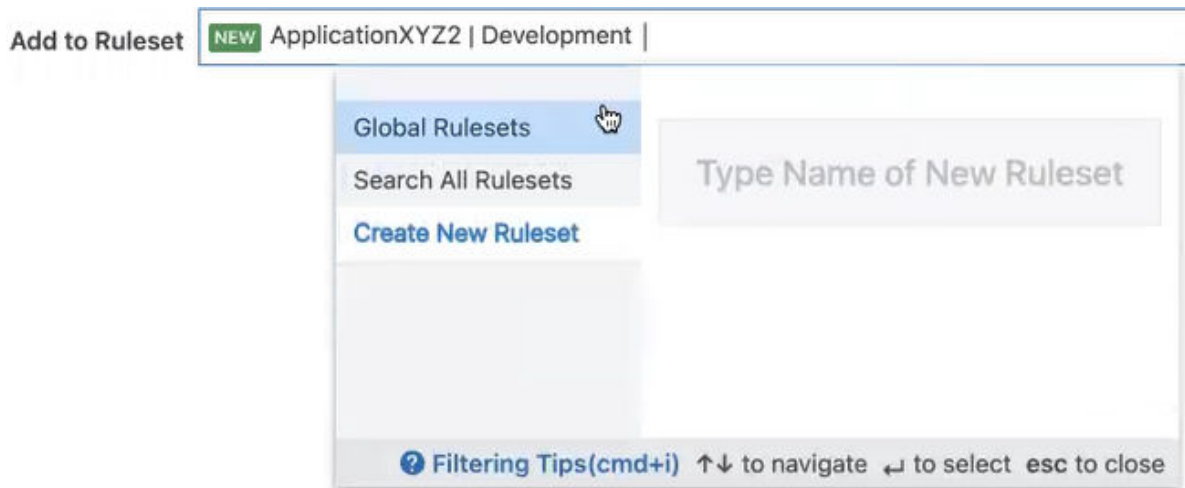 Add to Ruleset NEW ApplicationXYZ2 | Development |
Global Rulesets
Search All Rulesets
Create New Ruleset
Type Name of New Ruleset
Filtering Tips(cmd+i) ↑↓ to navigate ↵ to select esc to close